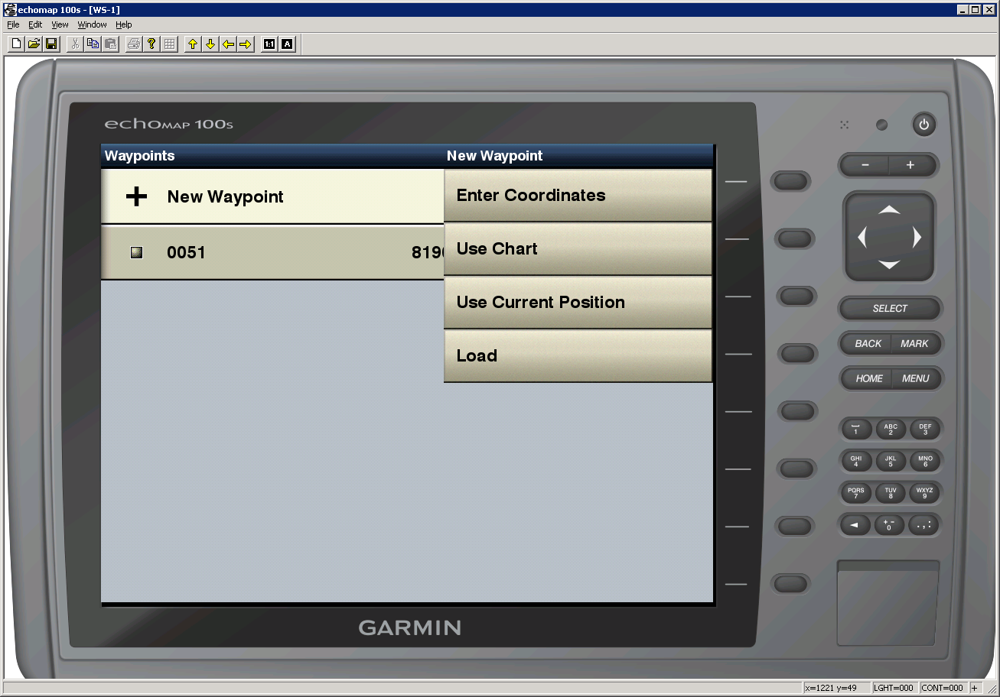 echomap 100s - [WS-1]
File Edit View Window Help
1:1 A
echoMAP 100s
Waypoints New Waypoint
New Waypoint
Enter Coordinates
0051
Use Chart
Use Current Position
Load
GARMIN
− +
SELECT
BACK MARK
HOME MENU
1 ABC 2 DEF 3
GHI 4 JKL 5 MNO 6
PQRS 7 TUV 8 WXYZ 9
+ - 0 . , :
x=1221 y=49 LGHT=000 CONT=000 +